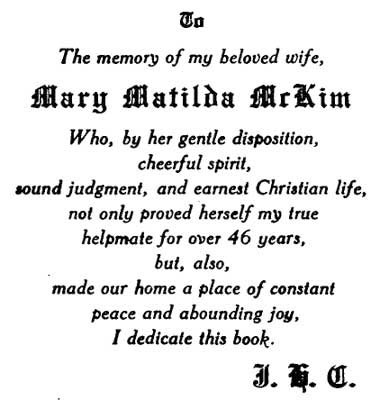 To
The memory of my beloved wife,
Mary Matilda McKim
Who, by her gentle disposition,
cheerful spirit,
sound judgment, and earnest Christian life,
not only proved herself my true
helpmate for over 46 years,
but, also,
made our home a place of constant
peace and abounding joy,
I dedicate this book.
J. H. C.